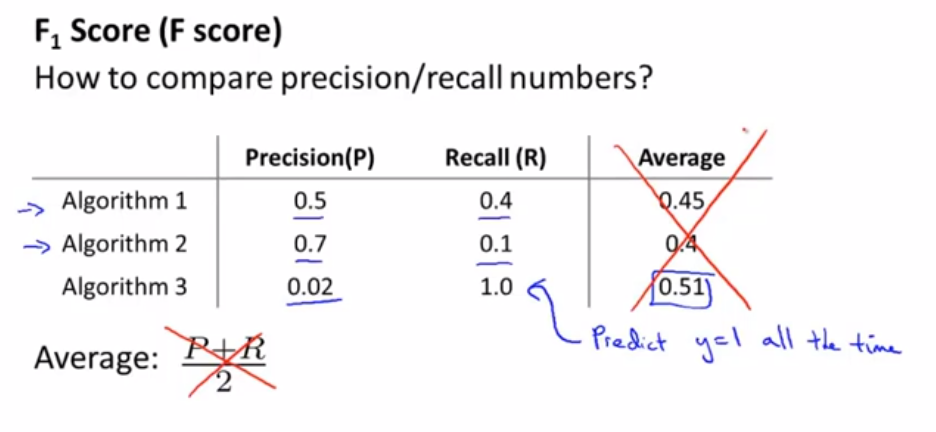 F₁ Score (F score)
How to compare precision/recall numbers?
Precision(P) Recall (R) Average
Algorithm 1 0.5 0.4 0.45
Algorithm 2 0.7 0.1 0.4
Algorithm 3 0.02 1.0 0.51
Predict y=1 all the time
Average: P+R
2